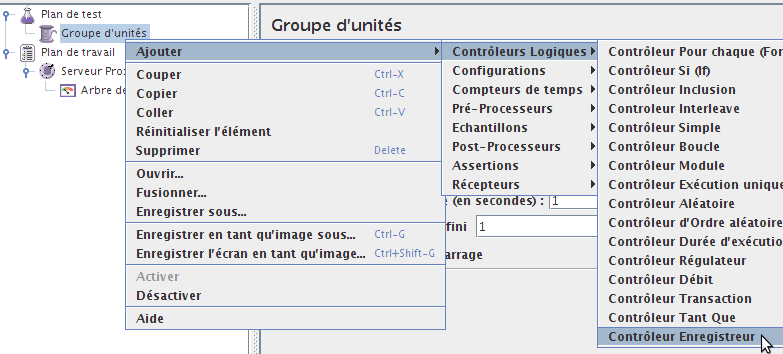 Plan de test
Groupe d'unités
Plan de travail
Serveur Pro
Arbre de
Groupe d'unités
Ajouter
Couper Ctrl-X
Copier Ctrl-C
Coller Ctrl-V
Réinitialiser l'élément
Supprimer Delete
Ouvrir...
Fusionner...
Enregistrer sous...
Enregistrer en tant qu'image sous... Ctrl-G
Enregistrer l'écran en tant qu'image... Ctrl+Shift-G
Activer
Désactiver
Aide
Contrôleurs Logiques
Configurations
Compteurs de temps
Pré-Processeurs
Echantillons
Post-Processeurs
Assertions
Récepteurs
(en secondes) : 1
fini 1
arrage
Contrôleur Pour chaque (For
Contrôleur Si (If)
Contrôleur Inclusion
Contrôleur Interleave
Contrôleur Simple
Contrôleur Boucle
Contrôleur Module
Contrôleur Exécution unique
Contrôleur Aléatoire
Contrôleur d'Ordre aléatoire
Contrôleur Durée d'exécutio
Contrôleur Régulateur
Contrôleur Débit
Contrôleur Transaction
Contrôleur Tant Que
Contrôleur Enregistreur